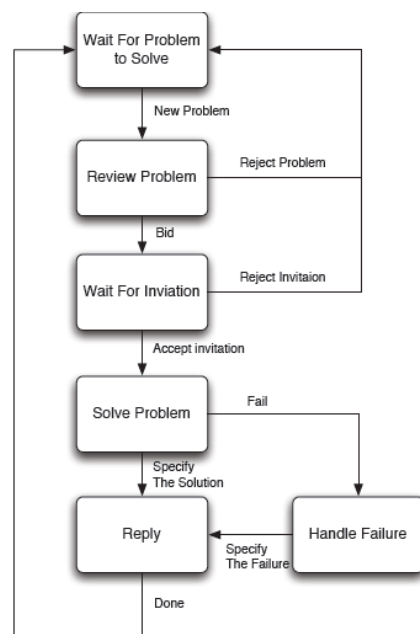 Wait For Problem
to Solve
New Problem
Review Problem
Reject Problem
Bid
Wait For Inviation
Reject Invitaion
Accept invitation
Solve Problem
Fail
Specify
The Solution
Reply
Specify
The Failure
Handle Failure
Done